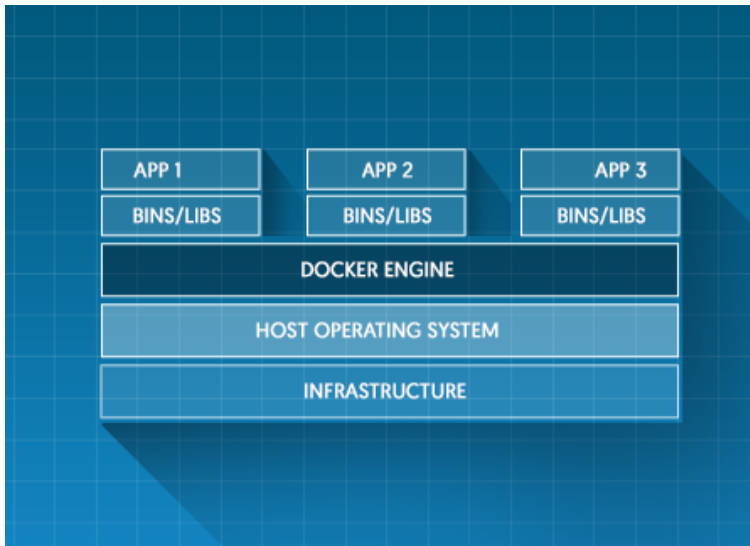 APP 1
APP 2
APP 3
BINS/LIBS
BINS/LIBS
BINS/LIBS
DOCKER ENGINE
HOST OPERATING SYSTEM
INFRASTRUCTURE